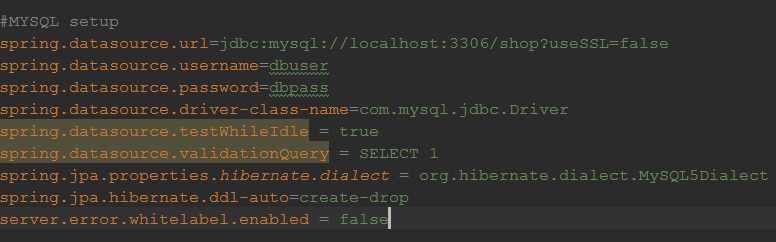 #MYSQL setup
spring.datasource.url=jdbc:mysql://localhost:3306/shop?useSSL=false
spring.datasource.username=dbuser
spring.datasource.password=dbpass
spring.datasource.driver-class-name=com.mysql.jdbc.Driver
spring.datasource.testWhileIdle = true
spring.datasource.validationQuery = SELECT 1
spring.jpa.properties.hibernate.dialect = org.hibernate.dialect.MySQL5Dialect
spring.jpa.hibernate.ddl-auto=create-drop
server.error.whitelabel.enabled = false